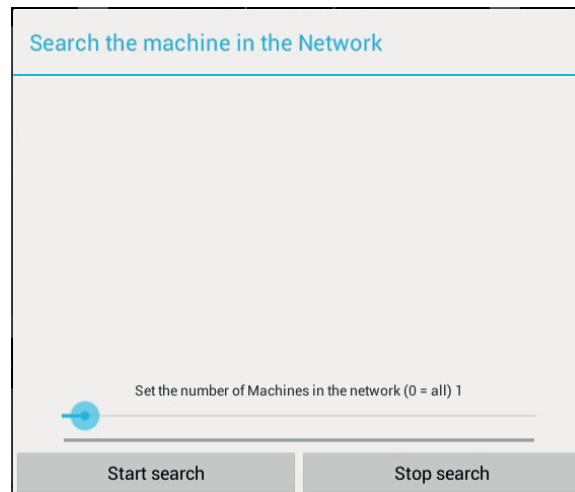 Search the machine in the Network
Set the number of Machines in the network (0 = all) 1
Start search
Stop search